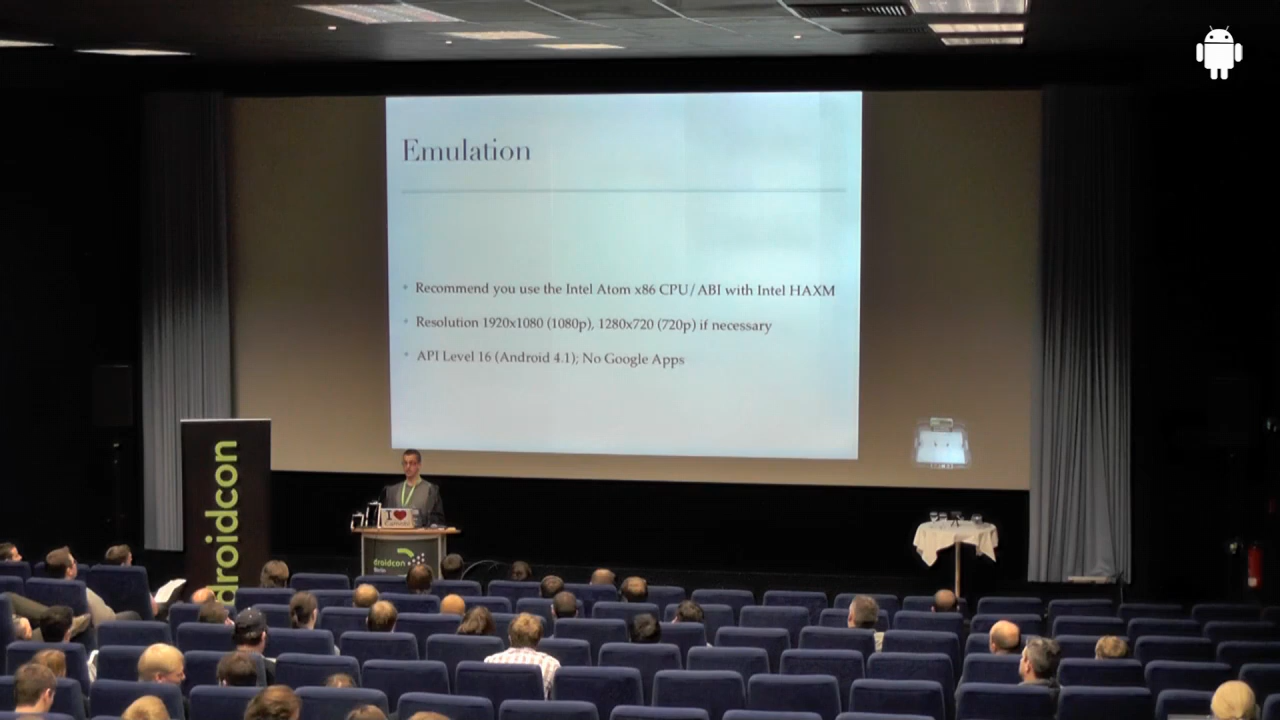 Emulation
Recommend you use the Intel Atom x86 CPU/ABI with Intel HAXM
Resolution 1920x1080 (1080p), 1280x720 (720p) if necessary
API Level 16 (Android 4.1); No Google Apps
droidcon
I
droidcon